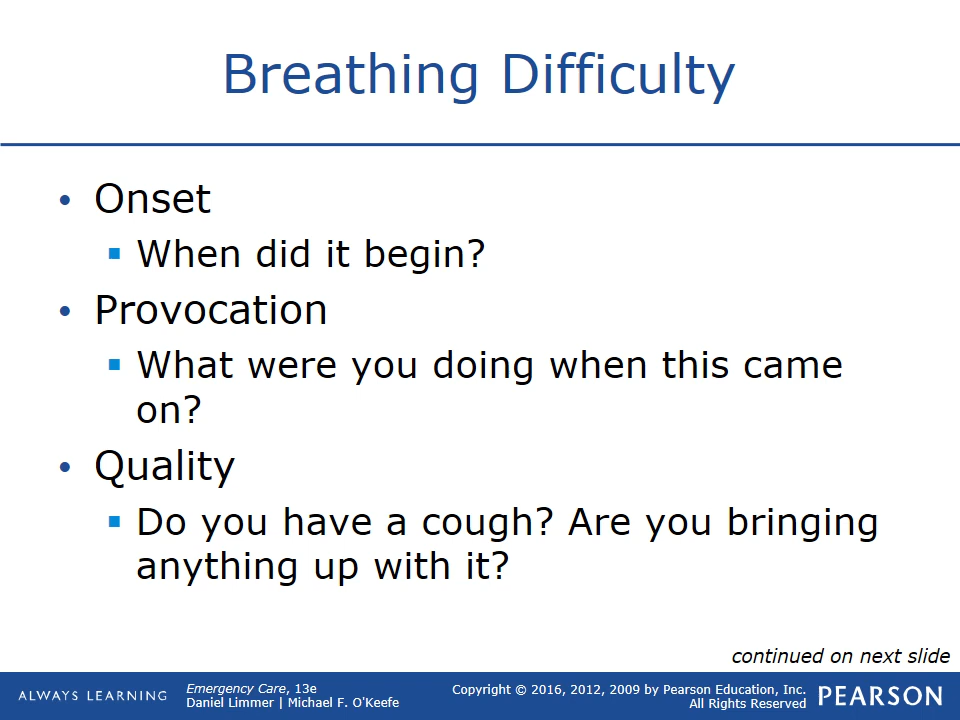 Breathing Difficulty
• Onset
▪ When did it begin?
• Provocation
▪ What were you doing when this came
on?
• Quality
▪ Do you have a cough? Are you bringing
anything up with it?
continued on next slide
ALWAYS LEARNING
Emergency Care, 13e
Daniel Limmer | Michael F. O'Keefe
Copyright © 2016, 2012, 2009 by Pearson Education, Inc.
All Rights Reserved
PEARSON